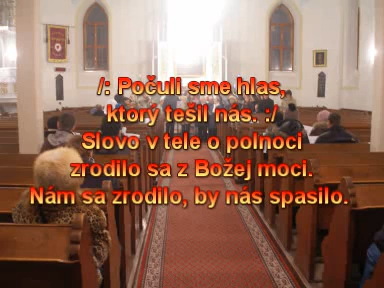 /: Počuli sme hlas,
ktorý tešil nás. :/
Slovo v tele o polnoci
zrodilo sa z Božej moci.
Nám sa zrodilo, by nás spasilo.